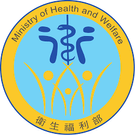 Ministry of Health and Welfare
衛生福利部